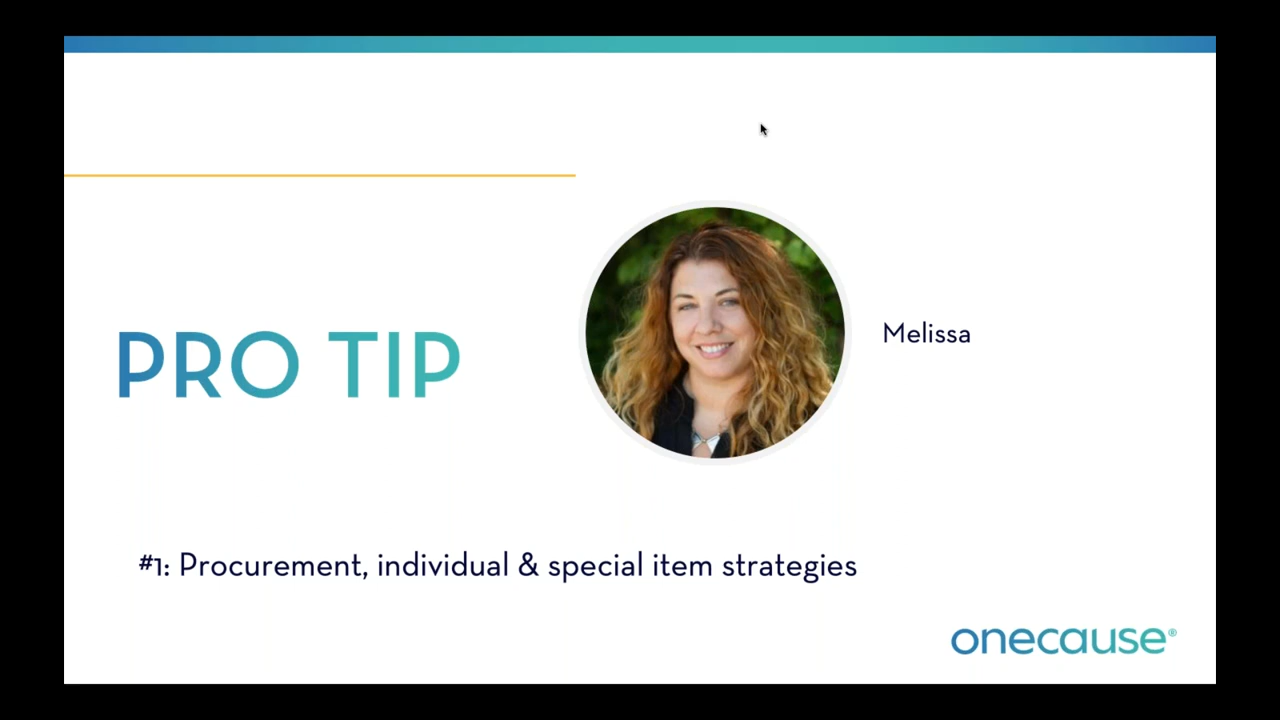 PRO TIP
Melissa
#1: Procurement, individual & special item strategies
onecause®